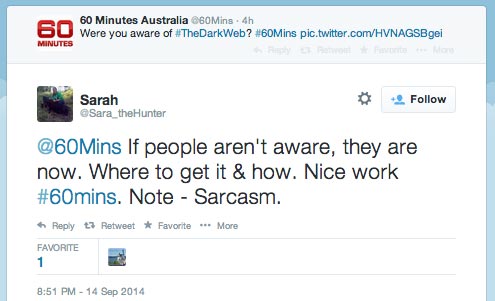 60 MINUTES
60 Minutes Australia @60Mins · 4h
Were you aware of #TheDarkWeb? #60Mins pic.twitter.com/HVNAGSBgei
Reply Retweet Favorite More
Sarah
@Sara_theHunter
Follow
@60Mins If people aren't aware, they are
now. Where to get it & how. Nice work
#60mins. Note - Sarcasm.
Reply Retweet Favorite More
FAVORITE
1
8:51 PM - 14 Sep 2014